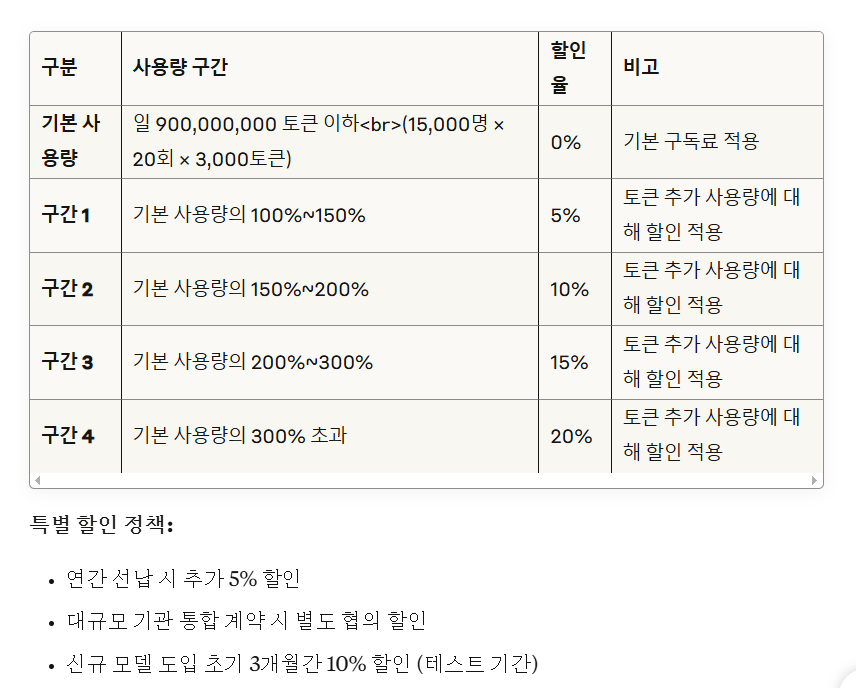 구분 사용량 구간 할인율 비고
기본 사용량 일 900,000,000 토큰 이하<br>(15,000명 × 20회 × 3,000토큰) 0% 기본 구독료 적용
구간 1 기본 사용량의 100%~150% 5% 토큰 추가 사용량에 대해 할인 적용
구간 2 기본 사용량의 150%~200% 10% 토큰 추가 사용량에 대해 할인 적용
구간 3 기본 사용량의 200%~300% 15% 토큰 추가 사용량에 대해 할인 적용
구간 4 기본 사용량의 300% 초과 20% 토큰 추가 사용량에 대해 할인 적용
특별 할인 정책:
• 연간 선납 시 추가 5% 할인
• 대규모 기관 통합 계약 시 별도 협의 할인
• 신규 모델 도입 초기 3개월간 10% 할인 (테스트 기간)